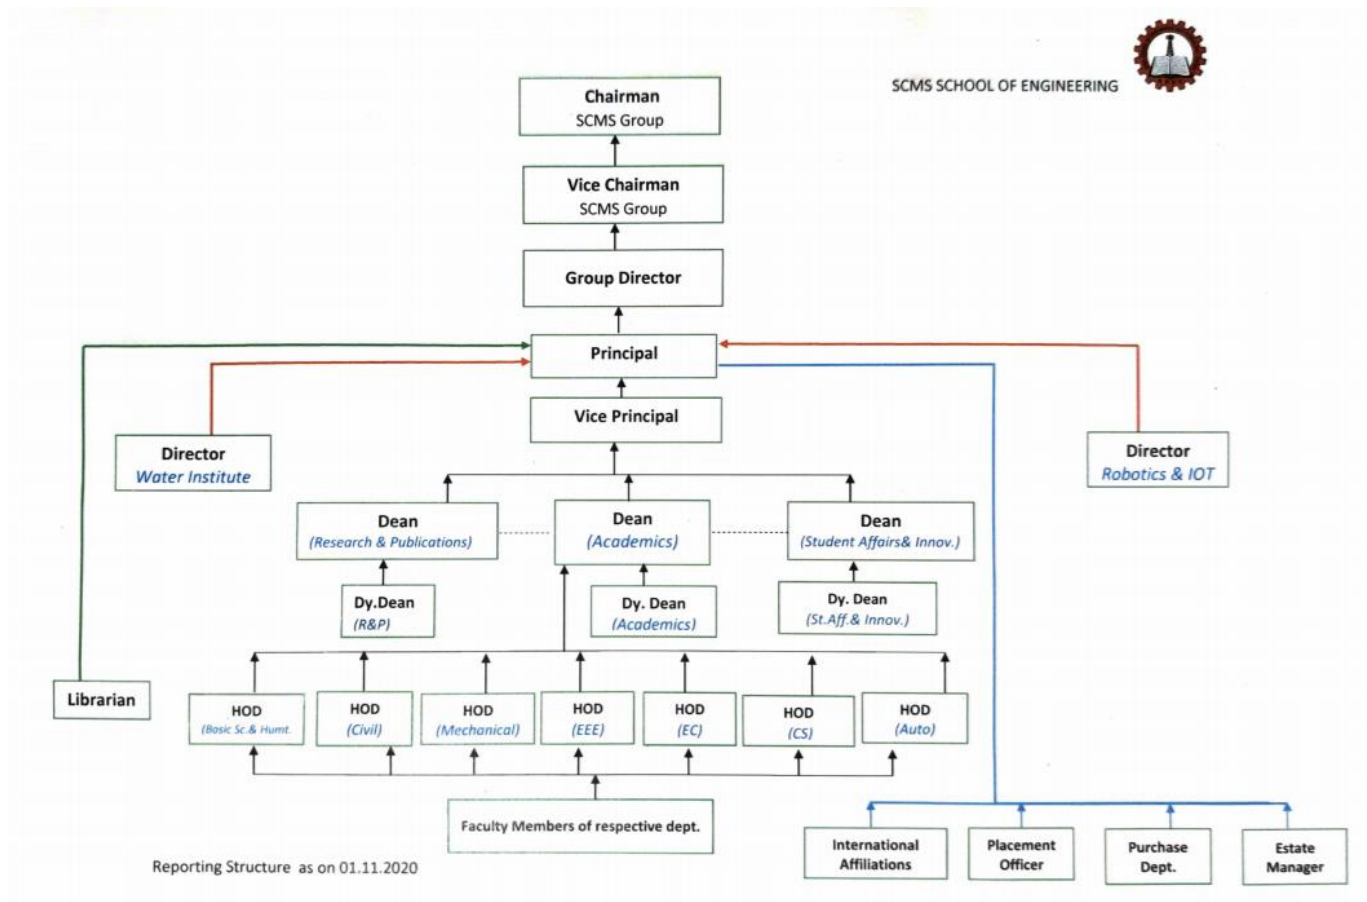 SCMS SCHOOL OF ENGINEERING
Chairman
SCMS Group
Vice Chairman
SCMS Group
Group Director
Principal
Vice Principal
Director
Water Institute
Director
Robotics & IOT
Dean
(Research & Publications)
Dean
(Academics)
Dean
(Student Affairs& Innov.)
Dy.Dean
(R&P)
Dy. Dean
(Academics)
Dy. Dean
(St.Aff.& Innov.)
Librarian
HOD
(Basic Sc.& Humt.
HOD
(Civil)
HOD
(Mechanical)
HOD
(EEE)
HOD
(EC)
HOD
(CS)
HOD
(Auto)
Faculty Members of respective dept.
International
Affiliations
Placement
Officer
Purchase
Dept.
Estate
Manager
Reporting Structure as on 01.11.2020